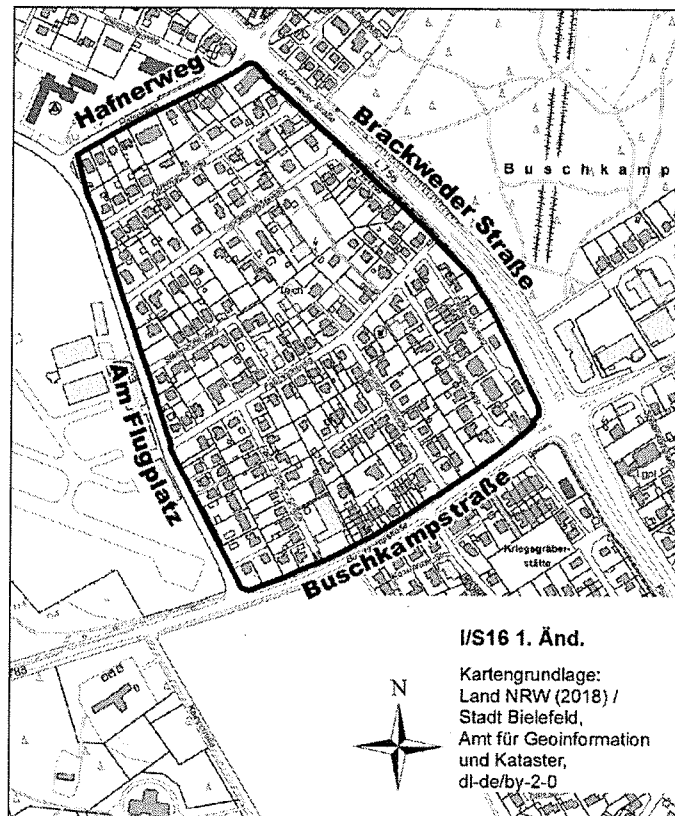 Hafnerweg
Brackweder Straße
Buschkamp
Am Flugplatz
Buschkampstraße
Kriegsgräber-
stätte
I/S16 1. Änd.
Kartengrundlage:
Land NRW (2018) /
Stadt Bielefeld,
Amt für Geoinformation
und Kataster,
dl-de/by-2-0
N